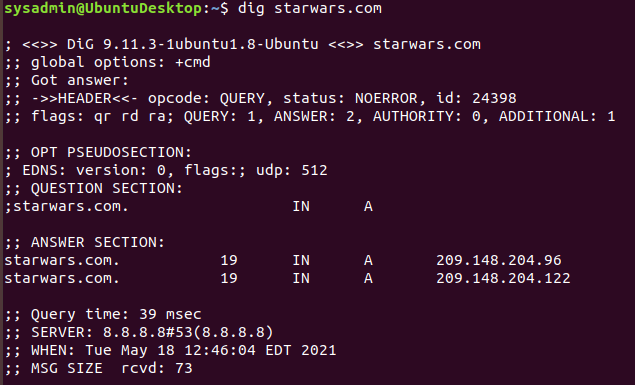 sysadmin@UbuntuDesktop:~$ dig starwars.com
; <<>> DiG 9.11.3-1ubuntu1.8-Ubuntu <<>> starwars.com
;; global options: +cmd
;; Got answer:
;; ->>HEADER<<- opcode: QUERY, status: NOERROR, id: 24398
;; flags: qr rd ra; QUERY: 1, ANSWER: 2, AUTHORITY: 0, ADDITIONAL: 1
;; OPT PSEUDOSECTION:
; EDNS: version: 0, flags:; udp: 512
;; QUESTION SECTION:
;starwars.com. IN A
;; ANSWER SECTION:
starwars.com. 19 IN A 209.148.204.96
starwars.com. 19 IN A 209.148.204.122
;; Query time: 39 msec
;; SERVER: 8.8.8.8#53(8.8.8.8)
;; WHEN: Tue May 18 12:46:04 EDT 2021
;; MSG SIZE rcvd: 73